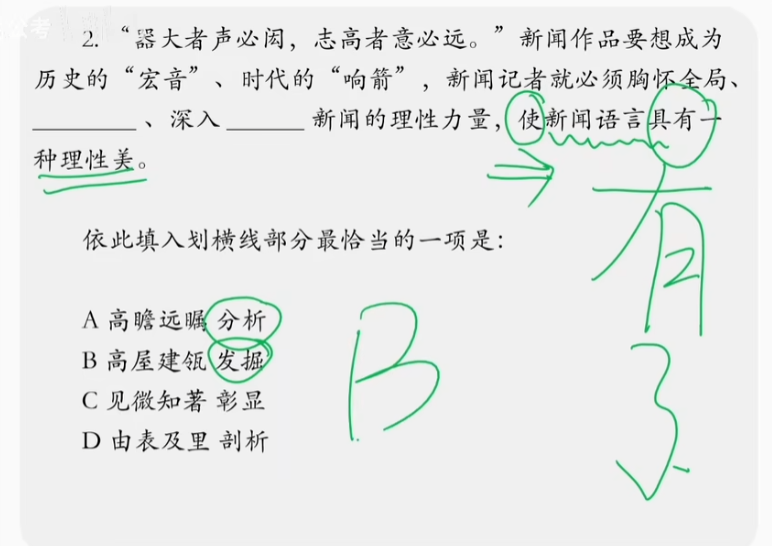 公考
2. “器大者声必闳，志高者意必远。” 新闻作品要想成为
历史的“宏音”、时代的“响箭”，新闻记者就必须胸怀全局、
________、深入______新闻的理性力量，使新闻语言具有一
种理性美。
有
了
依此填入划横线部分最恰当的一项是：
A 高瞻远瞩 分析
B 高屋建瓴 发掘
C 见微知著 彰显
D 由表及里 剖析
B